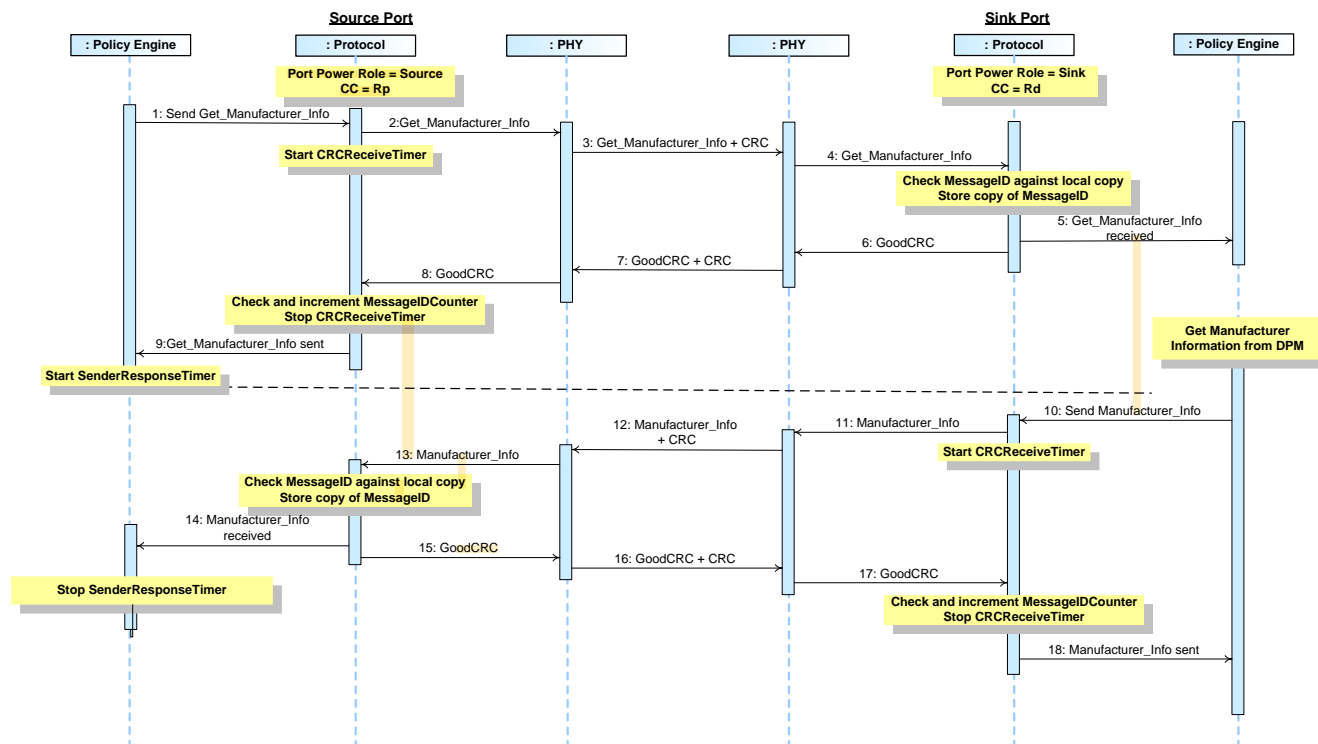 Source Port
Sink Port
: Policy Engine
: Protocol
: PHY
: PHY
: Protocol
: Policy Engine
Port Power Role = Source
CC = Rp
Port Power Role = Sink
CC = Rd
1: Send Get_Manufacturer_Info
2:Get_Manufacturer_Info
Start CRCReceiveTimer
3: Get_Manufacturer_Info + CRC
4: Get_Manufacturer_Info
Check MessageID against local copy
Store copy of MessageID
5: Get_Manufacturer_Info
received
6: GoodCRC
7: GoodCRC + CRC
8: GoodCRC
Check and increment MessageIDCounter
Stop CRCReceiveTimer
9:Get_Manufacturer_Info sent
Start SenderResponseTimer
Get Manufacturer
Information from DPM
10: Send Manufacturer_Info
11: Manufacturer_Info
Start CRCReceiveTimer
12: Manufacturer_Info
+ CRC
13: Manufacturer_Info
Check MessageID against local copy
Store copy of MessageID
14: Manufacturer_Info
received
15: GoodCRC
16: GoodCRC + CRC
17: GoodCRC
Stop SenderResponseTimer
Check and increment MessageIDCounter
Stop CRCReceiveTimer
18: Manufacturer_Info sent